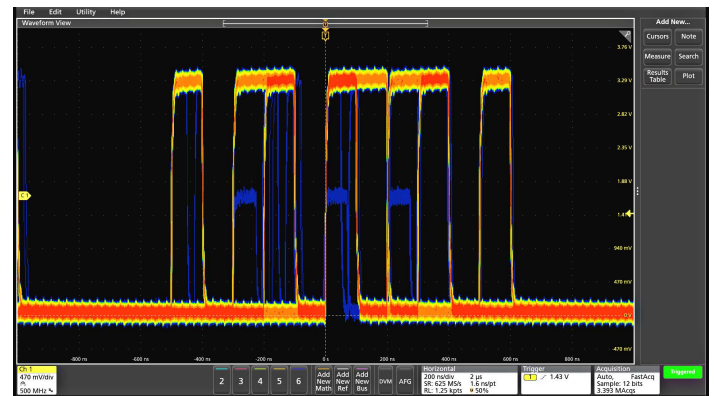 File Edit Utility Help
Waveform View
Add New...
Cursors Note
Measure Search
Results Table Plot
3.76 V
3.29 V
2.82 V
2.35 V
1.88 V
C1
1.41
940 mV
470 mV
0 V
-470 mV
-800 ns -600 ns -400 ns -200 ns 0 s 200 ns 400 ns 600 ns 800 ns
Ch 1
470 mV/div
500 MHz
2 3 4 5 6
Add New Math
Add New Ref
Add New Bus
DVM AFG
Horizontal
200 ns/div 2 µs
SR: 625 MS/s 1.6 ns/pt
RL: 1.25 kpts 50%
Trigger
1 1.43 V
Acquisition
Auto, FastAcq
Sample: 12 bits
3.393 MAcqs
Triggered